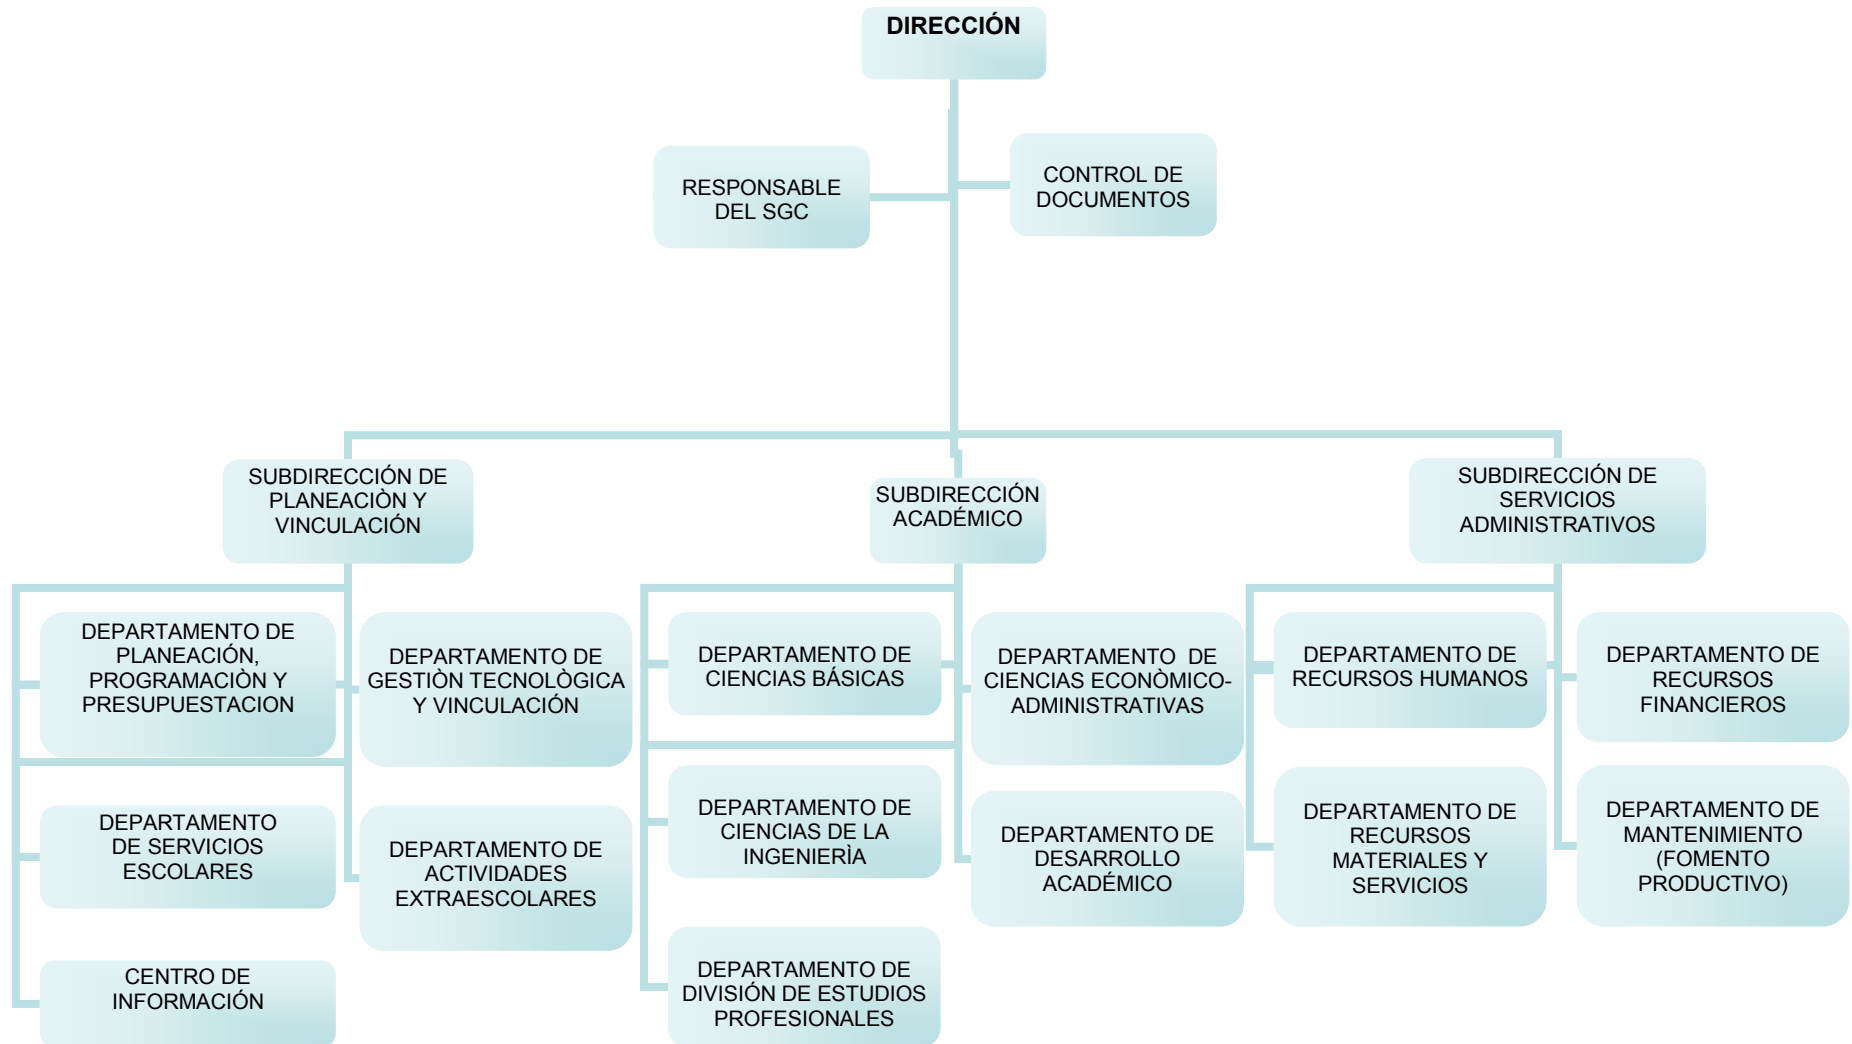 DIRECCIÓN
RESPONSABLE
DEL SGC
CONTROL DE
DOCUMENTOS
SUBDIRECCIÓN DE
PLANEACIÒN Y
VINCULACIÓN
SUBDIRECCIÓN
ACADÉMICO
SUBDIRECCIÓN DE
SERVICIOS
ADMINISTRATIVOS
DEPARTAMENTO DE
PLANEACIÓN,
PROGRAMACIÒN Y
PRESUPUESTACION
DEPARTAMENTO DE
GESTIÒN TECNOLÒGICA
Y VINCULACIÓN
DEPARTAMENTO DE
CIENCIAS BÁSICAS
DEPARTAMENTO  DE
CIENCIAS ECONÒMICO-
ADMINISTRATIVAS
DEPARTAMENTO DE
RECURSOS HUMANOS
DEPARTAMENTO DE
RECURSOS
FINANCIEROS
DEPARTAMENTO
DE SERVICIOS
ESCOLARES
DEPARTAMENTO DE
ACTIVIDADES
EXTRAESCOLARES
DEPARTAMENTO DE
CIENCIAS DE LA
INGENIERÌA
DEPARTAMENTO DE
DESARROLLO
ACADÉMICO
DEPARTAMENTO DE
RECURSOS
MATERIALES Y
SERVICIOS
DEPARTAMENTO DE
MANTENIMIENTO
(FOMENTO
PRODUCTIVO)
CENTRO DE
INFORMACIÓN
DEPARTAMENTO DE
DIVISIÓN DE ESTUDIOS
PROFESIONALES